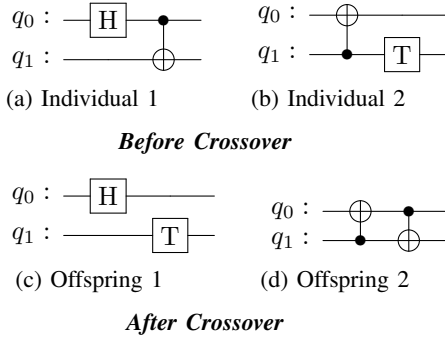 q₀ : H q₀ :
q₁ : q₁ : T
(a) Individual 1 (b) Individual 2
Before Crossover
q₀ : H q₀ :
q₁ : T q₁ :
(c) Offspring 1 (d) Offspring 2
After Crossover